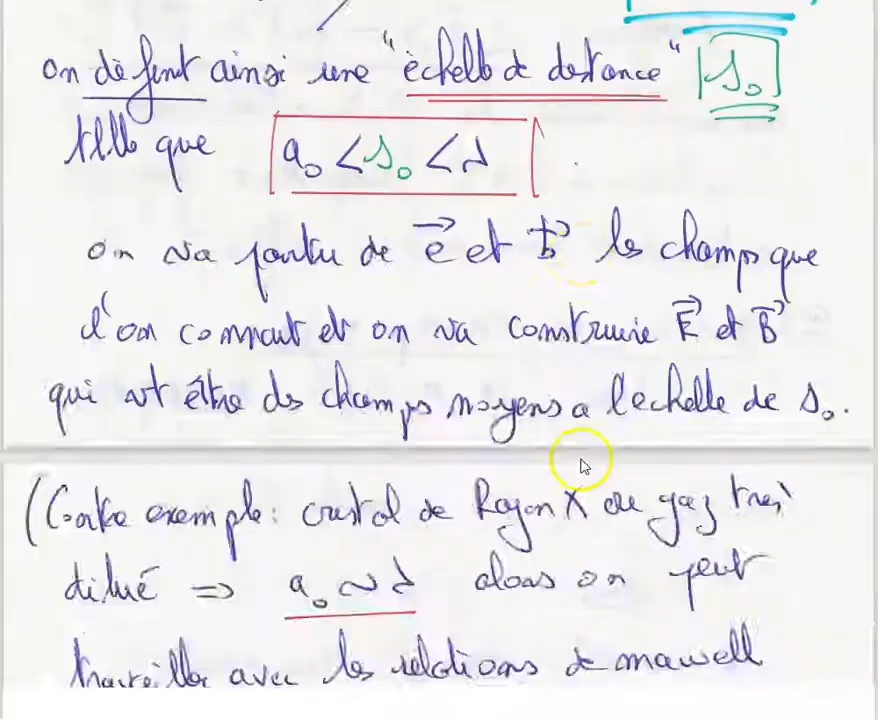 on définit ainsi une "échelle de distance" s₀
telle que a₀ < s₀ < λ
on va partir de e⃗ et b⃗ les champs que
l'on connait et on va construire E⃗ et B⃗
qui vt être des champs moyens a l'echelle de s₀.
(Contre exemple: cristal de Rayon X ou gaz très
dilué ⇒ a₀ ~ λ alors on peut
travailler avec les relations de maxwell